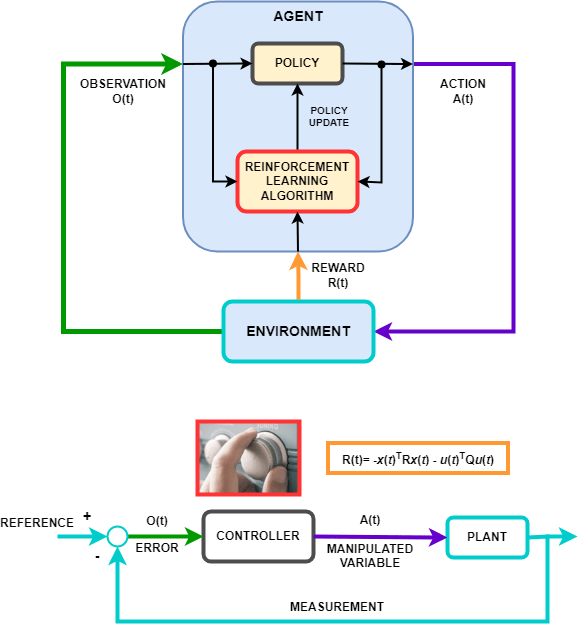 AGENT
POLICY
OBSERVATION
O(t)
ACTION
A(t)
POLICY
UPDATE
REINFORCEMENT
LEARNING
ALGORITHM
REWARD
R(t)
ENVIRONMENT
R(t)= -x(t)ᵀRx(t) - u(t)ᵀQu(t)
REFERENCE
+
-
O(t)
ERROR
CONTROLLER
A(t)
MANIPULATED
VARIABLE
PLANT
MEASUREMENT